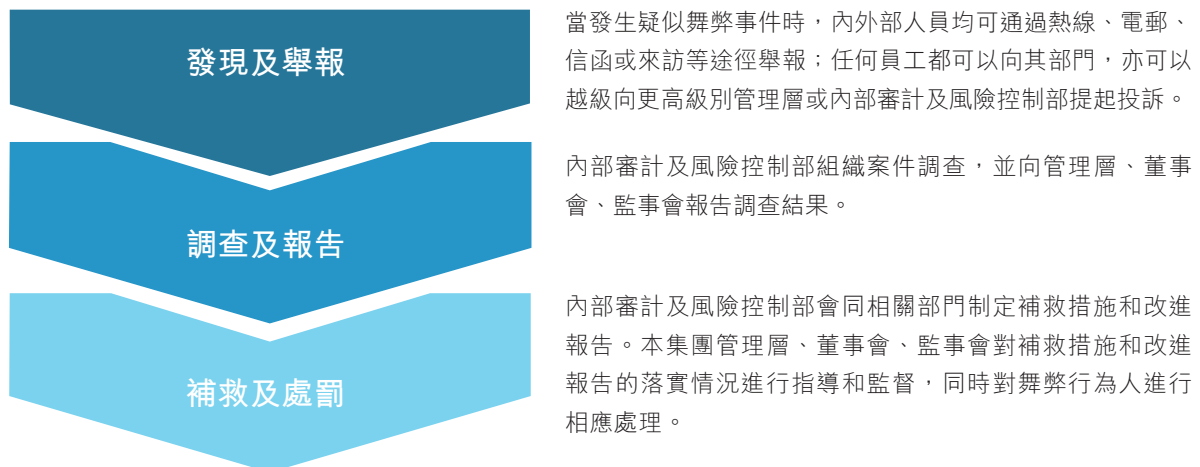 發現及舉報
當發生疑似舞弊事件時，內外部人員均可通過熱線、電郵、
信函或來訪等途徑舉報；任何員工都可以向其部門，亦可以
越級向更高級別管理層或內部審計及風險控制部提起投訴。
調查及報告
內部審計及風險控制部組織案件調查，並向管理層、董事
會、監事會報告調查結果。
補救及處罰
內部審計及風險控制部會同相關部門制定補救措施和改進
報告。本集團管理層、董事會、監事會對補救措施和改進
報告的落實情況進行指導和監督，同時對舞弊行為人進行
相應處理。